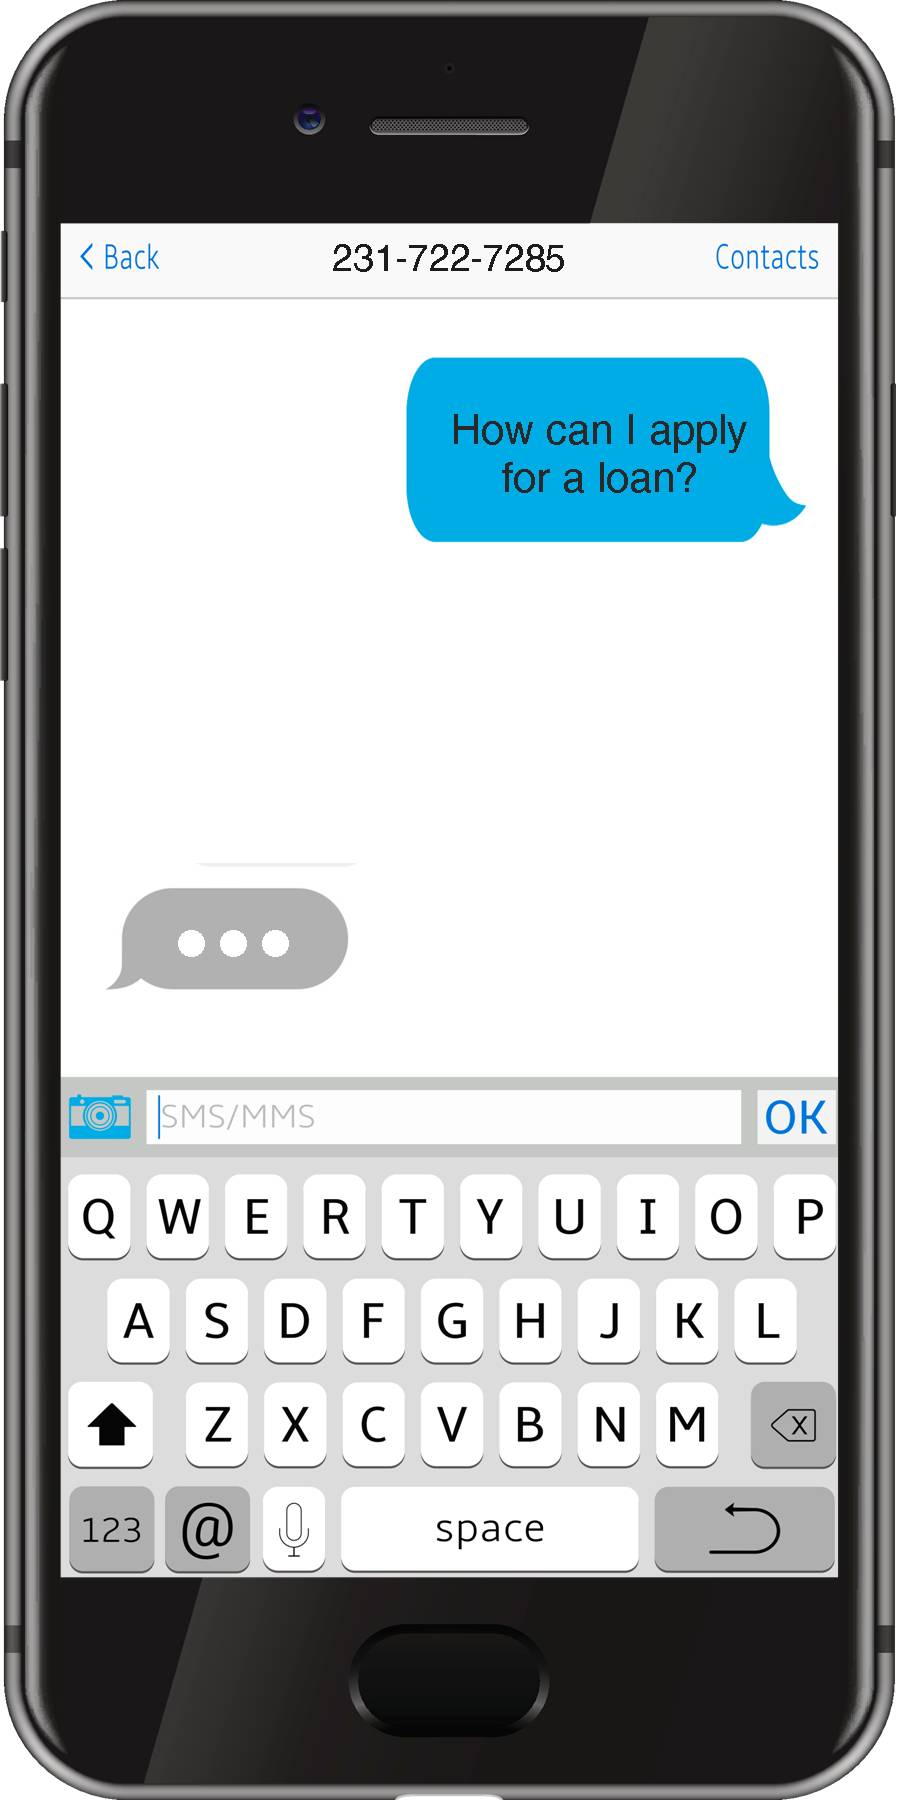 Back 231-722-7285 Contacts
How can I apply
for a loan?
SMS/MMS OK
Q W E R T Y U I O P
A S D F G H J K L
Z X C V B N M X
123 @ space